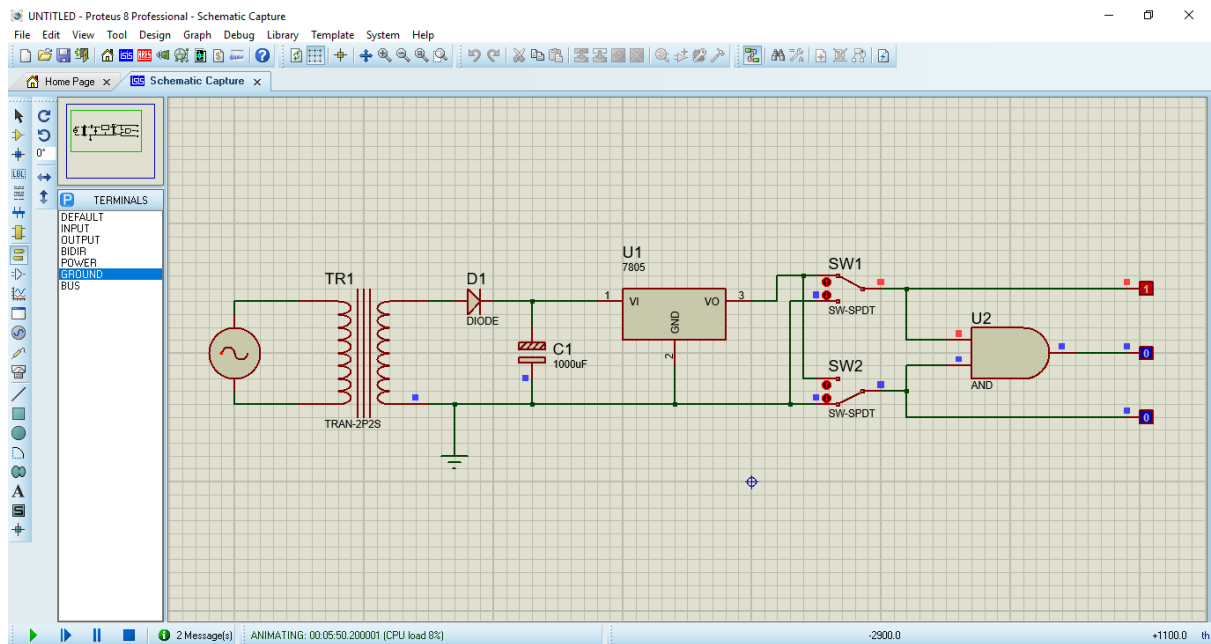 UNTITLED - Proteus 8 Professional - Schematic Capture
File Edit View Tool Design Graph Debug Library Template System Help
Home Page
Schematic Capture
0°
LBL
P TERMINALS
DEFAULT
INPUT
OUTPUT
BIDIR
POWER
GROUND
BUS
TR1
TRAN-2P2S
D1
DIODE
C1
1000uF
U1
7805
1 VI VO 3
GND
2
SW1
SW-SPDT
SW2
SW-SPDT
U2
AND
1
0
0
A
S
2 Message(s)
ANIMATING: 00:05:50.200001 (CPU load 8%)
-2900.0
+1100.0 th